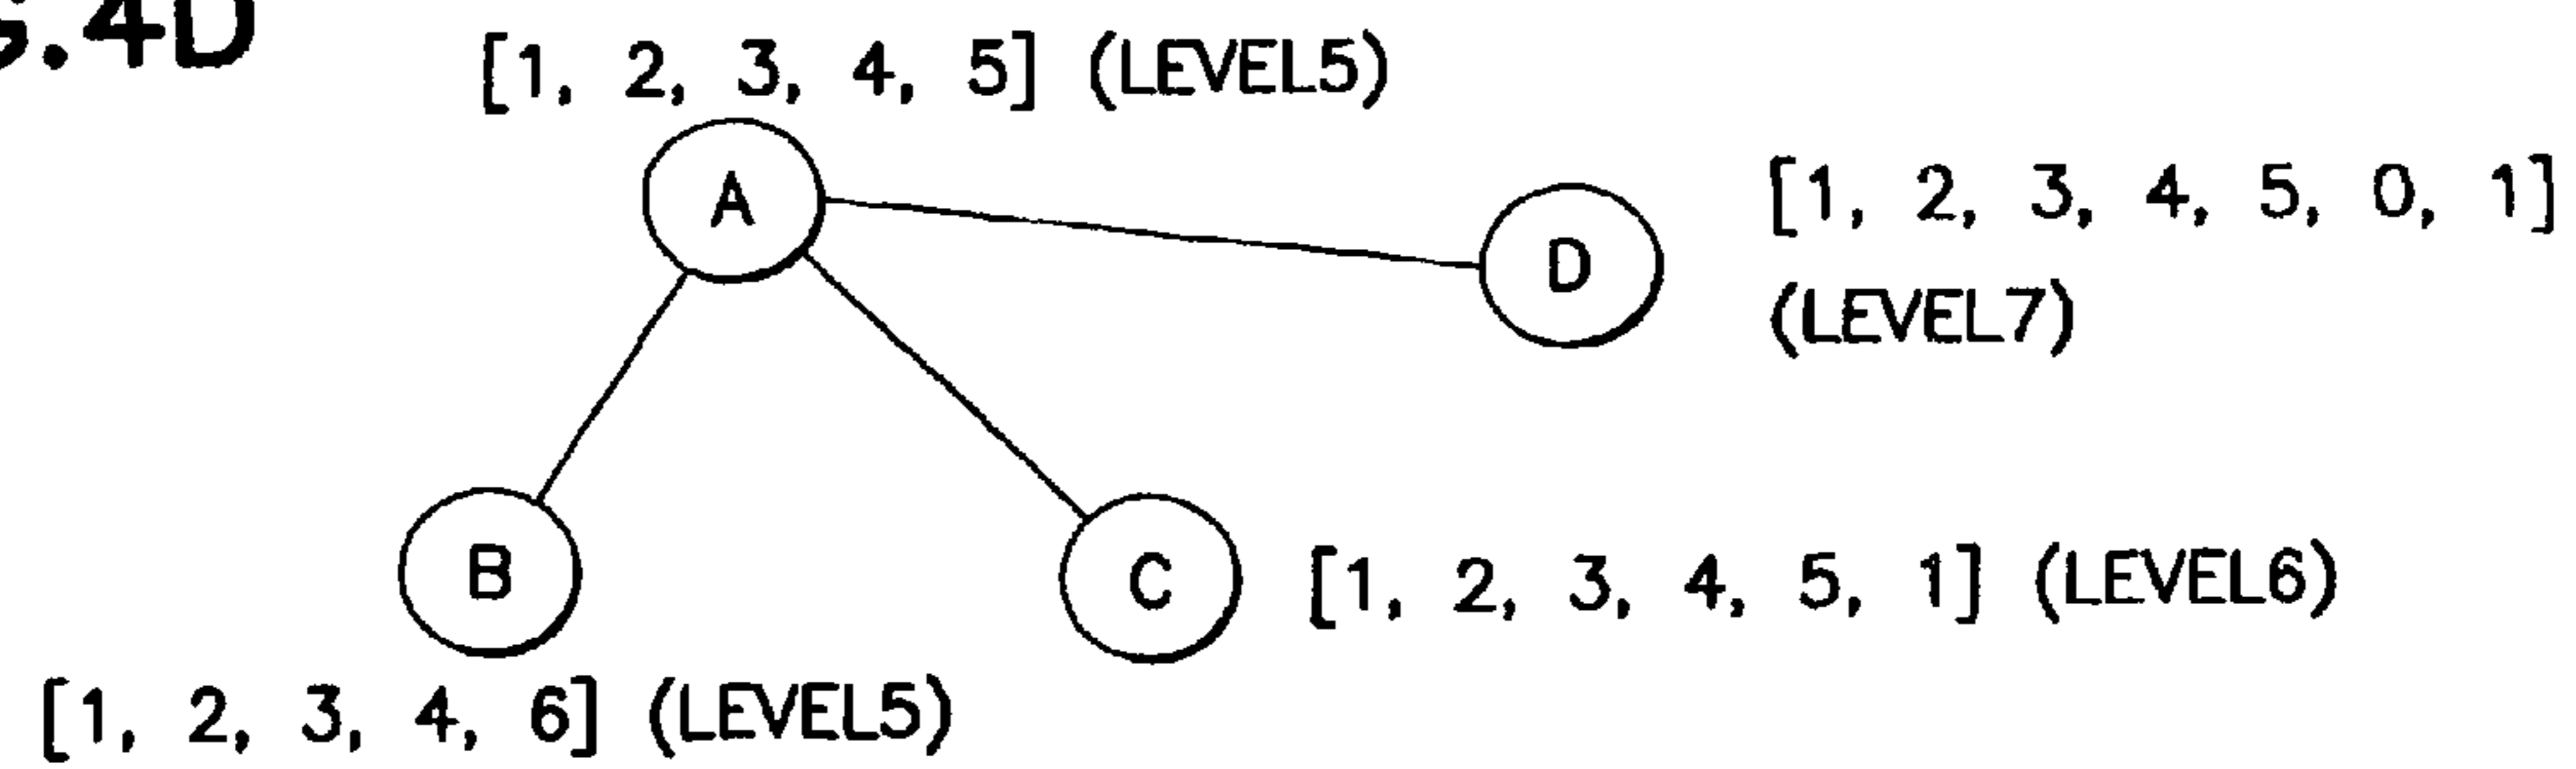 .4D
[1, 2, 3, 4, 5] (LEVEL5)
A
[1, 2, 3, 4, 5, 0, 1]
D
(LEVEL7)
B
C
[1, 2, 3, 4, 5, 1] (LEVEL6)
[1, 2, 3, 4, 6] (LEVEL5)